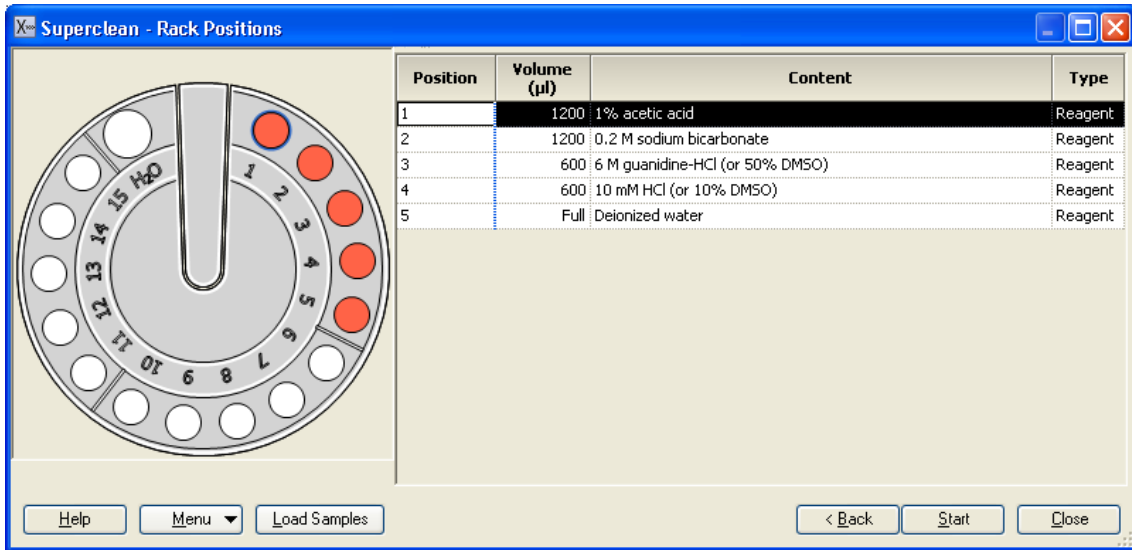 X Superclean - Rack Positions
Position Volume (µl) Content Type
1 1200 1% acetic acid Reagent
2 1200 0.2 M sodium bicarbonate Reagent
3 600 6 M guanidine-HCl (or 50% DMSO) Reagent
4 600 10 mM HCl (or 10% DMSO) Reagent
5 Full Deionized water Reagent
H2O
1
2
3
4
5
6
7
8
9
10
11
12
13
14
15
Help Menu Load Samples < Back Start Close